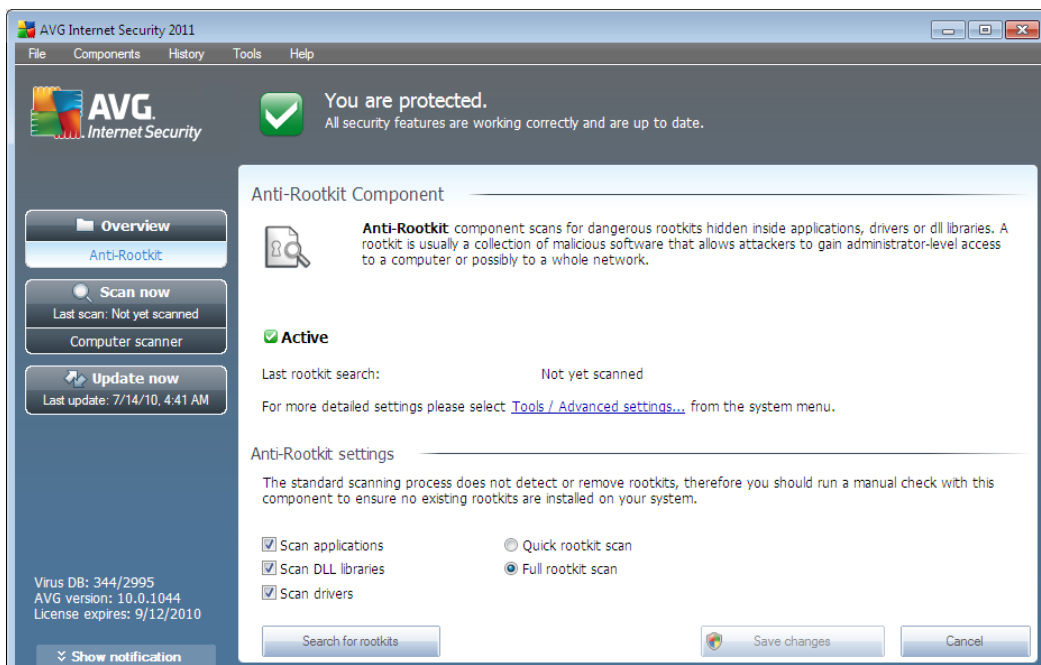 AVG Internet Security 2011
File Components History Tools Help
AVG.
Internet Security
You are protected.
All security features are working correctly and are up to date.
Overview
Anti-Rootkit
Scan now
Last scan: Not yet scanned
Computer scanner
Update now
Last update: 7/14/10, 4:41 AM
Virus DB: 344/2995
AVG version: 10.0.1044
License expires: 9/12/2010
Show notification
Anti-Rootkit Component
Anti-Rootkit component scans for dangerous rootkits hidden inside applications, drivers or dll libraries. A
rootkit is usually a collection of malicious software that allows attackers to gain administrator-level access
to a computer or possibly to a whole network.
Active
Last rootkit search: Not yet scanned
For more detailed settings please select Tools / Advanced settings... from the system menu.
Anti-Rootkit settings
The standard scanning process does not detect or remove rootkits, therefore you should run a manual check with this
component to ensure no existing rootkits are installed on your system.
Scan applications Quick rootkit scan
Scan DLL libraries Full rootkit scan
Scan drivers
Search for rootkits Save changes Cancel